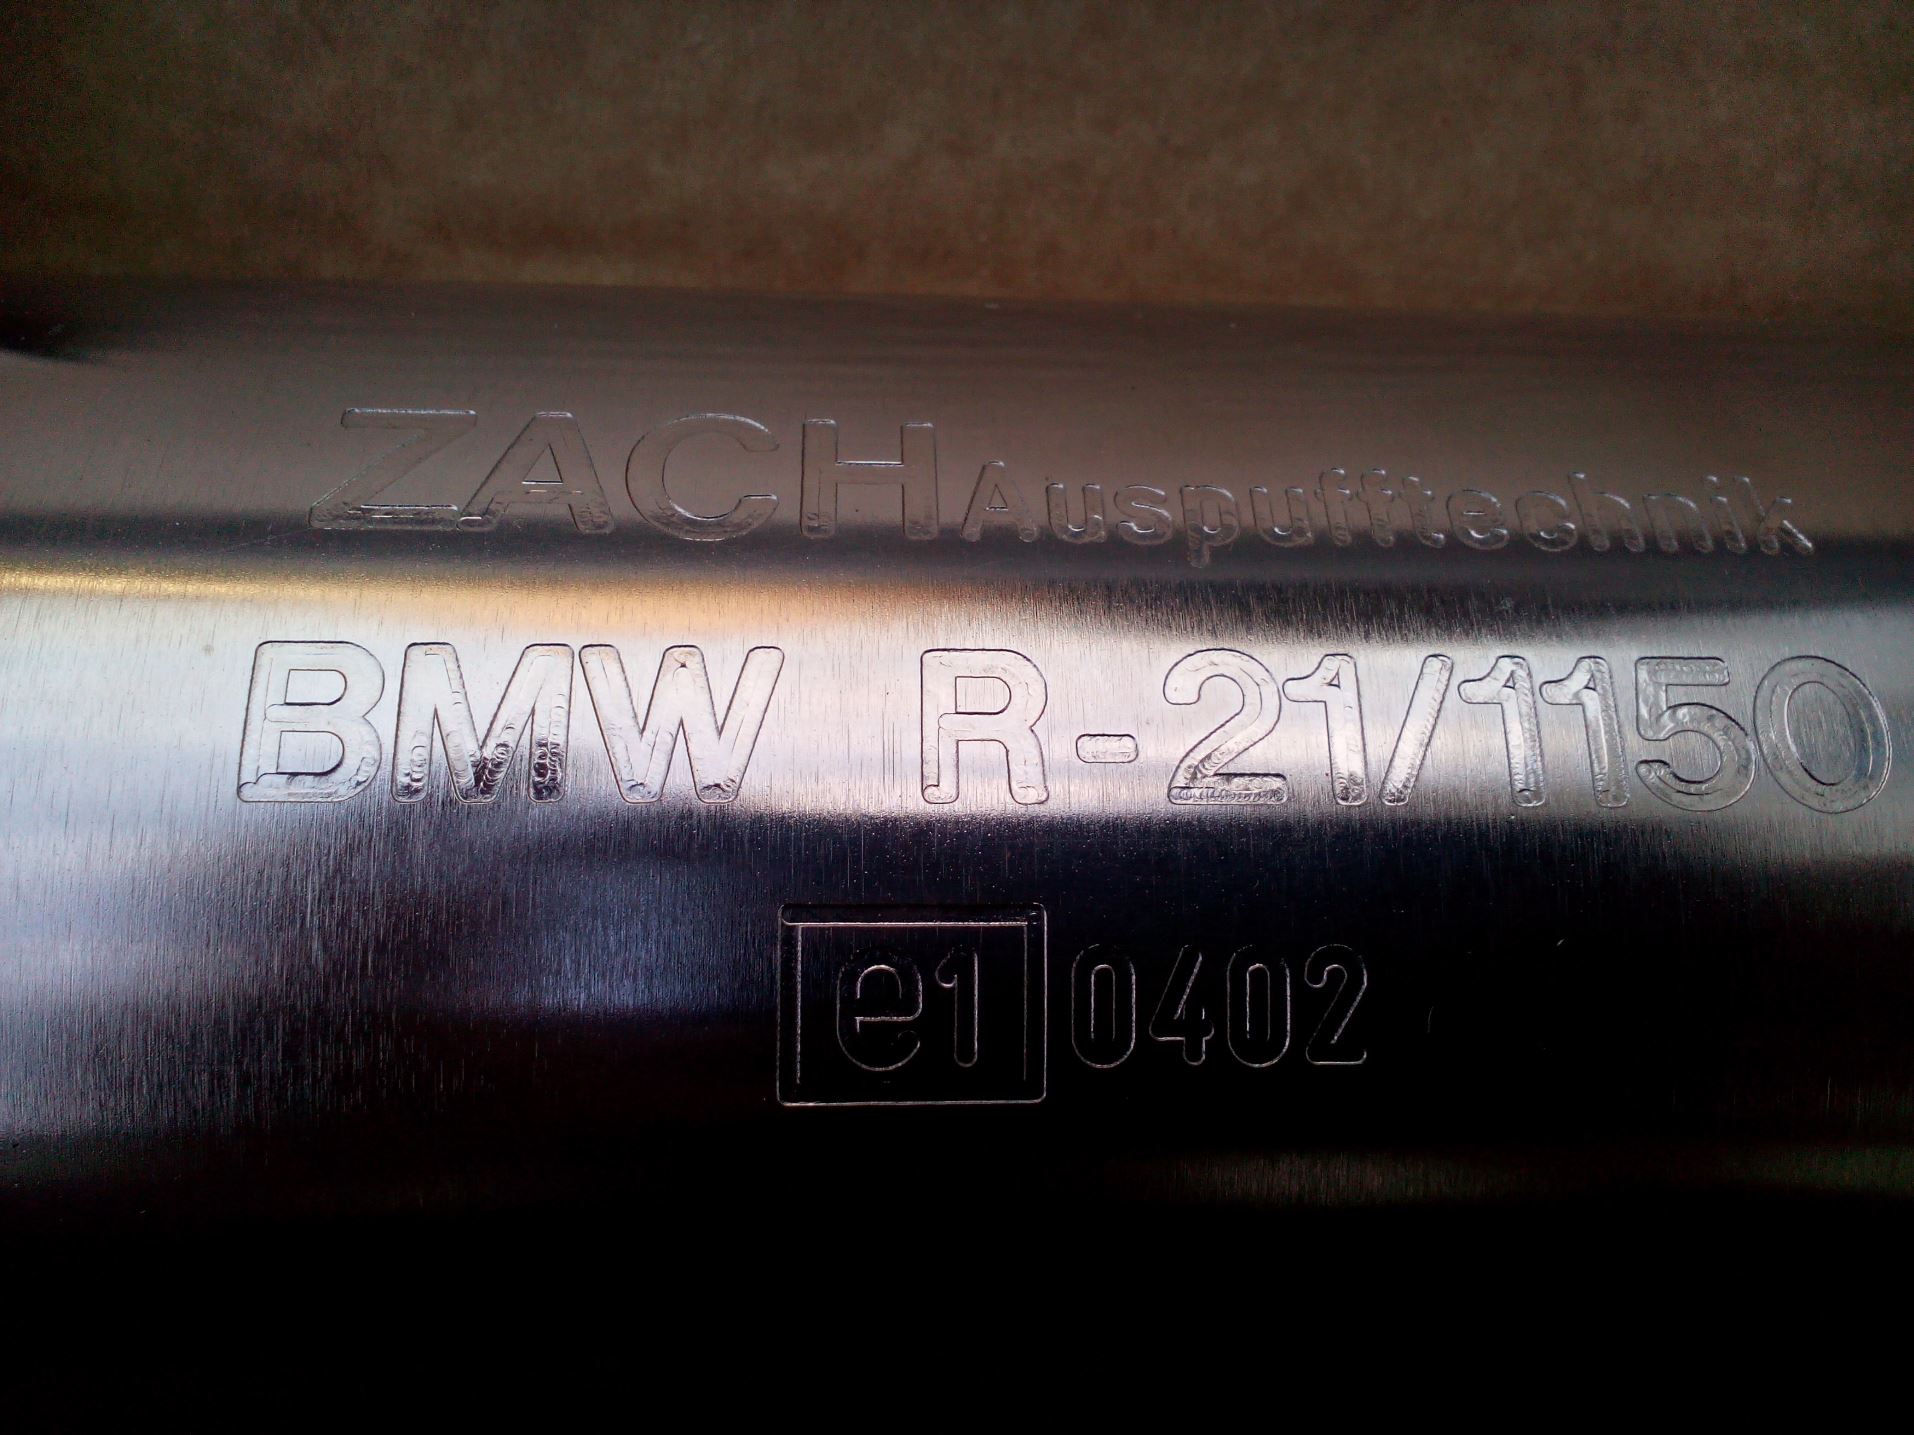 ZACH Auspufftechnik
BMW R-21/1150
e1 0402